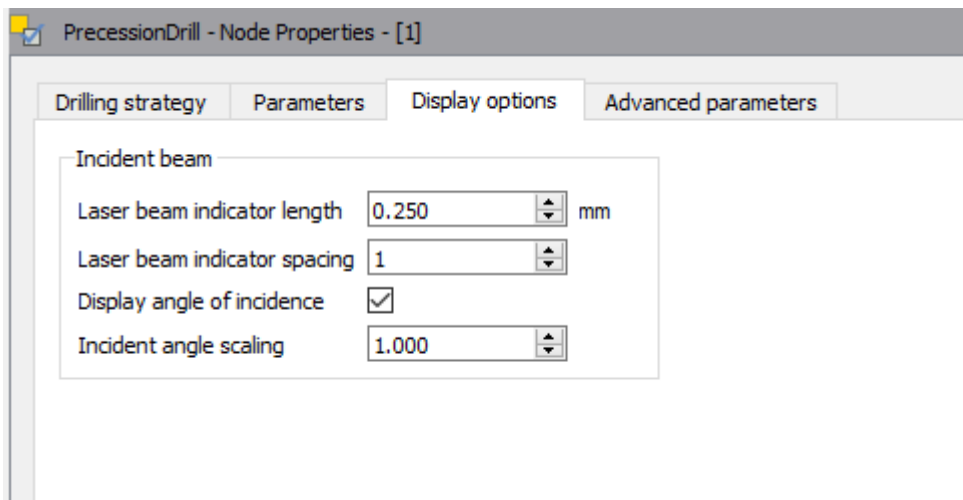 PrecessionDrill - Node Properties - [1]
Drilling strategy Parameters Display options Advanced parameters
Incident beam
Laser beam indicator length 0.250 mm
Laser beam indicator spacing 1
Display angle of incidence
Incident angle scaling 1.000